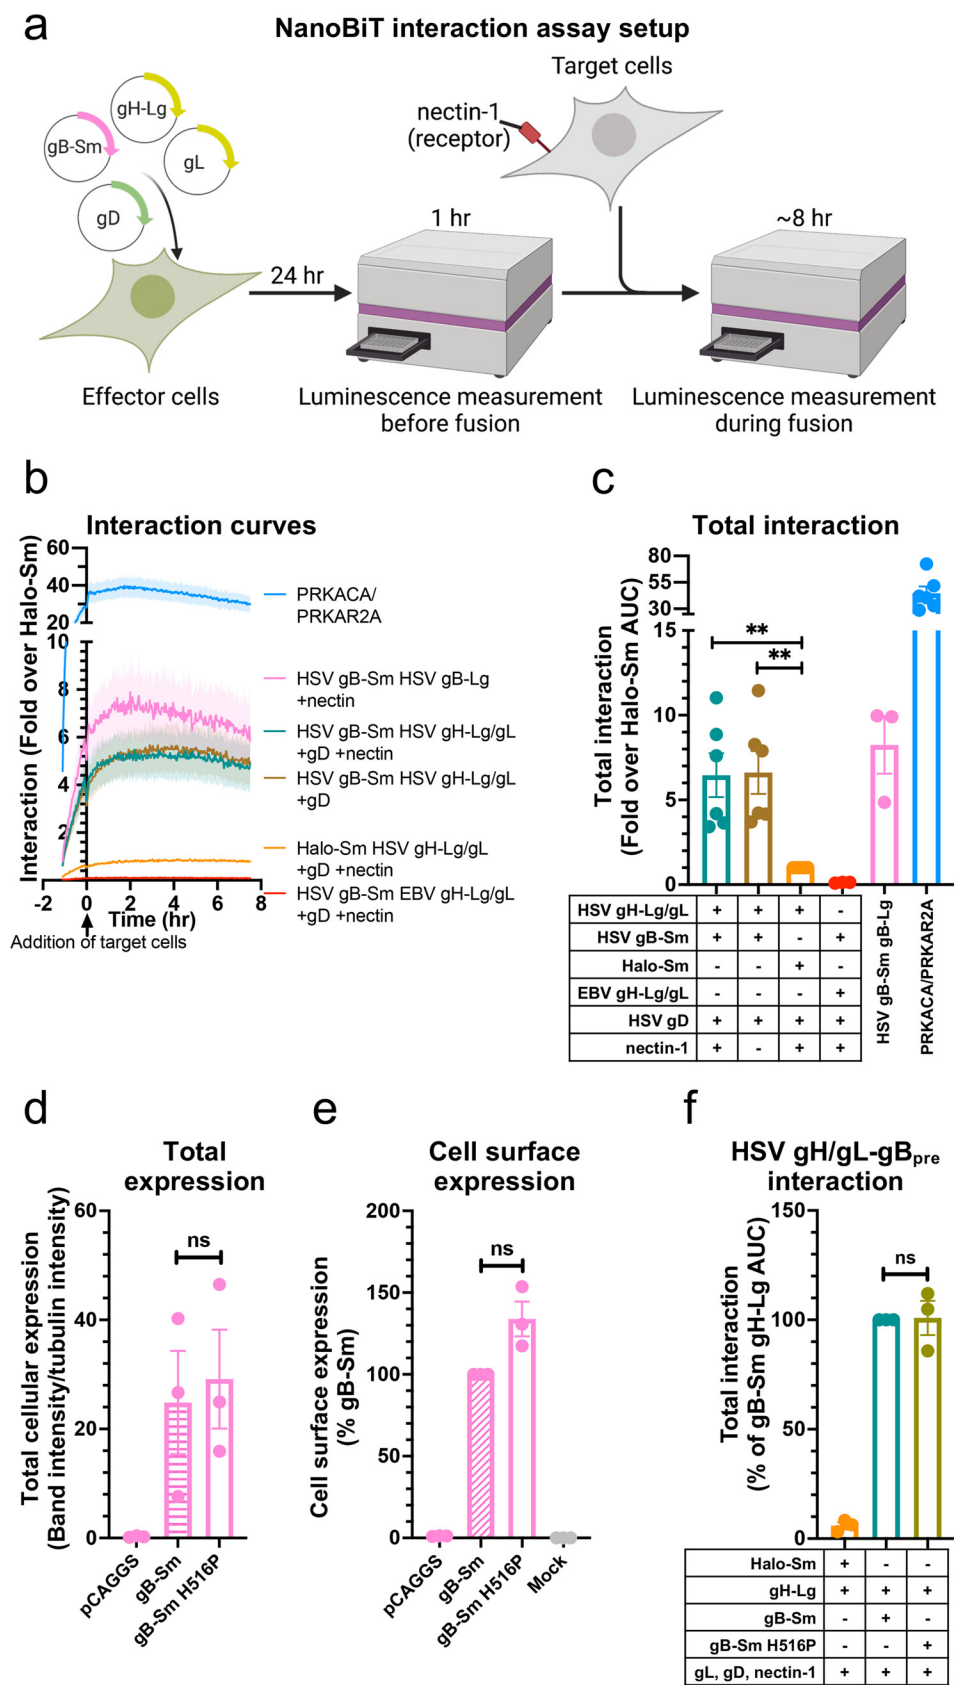 a
NanoBiT interaction assay setup
Target cells
nectin-1
(receptor)
gH-Lg
gB-Sm
gL
gD
24 hr
1 hr
~8 hr
Effector cells
Luminescence measurement
before fusion
Luminescence measurement
during fusion
b
Interaction curves
Interaction (Fold over Halo-Sm)
60
40
20
10
8
6
4
2
-2
0
2
4
6
8
Time (hr)
Addition of target cells
PRKACA/
PRKAR2A
HSV gB-Sm HSV gB-Lg
+nectin
HSV gB-Sm HSV gH-Lg/gL
+gD +nectin
HSV gB-Sm HSV gH-Lg/gL
+gD
Halo-Sm HSV gH-Lg/gL
+gD +nectin
HSV gB-Sm EBV gH-Lg/gL
+gD +nectin
c
Total interaction
Total interaction
(Fold over Halo-Sm AUC)
80
55
30
15
10
5
0
**
**
HSV gH-Lg/gL + + + -
HSV gB-Sm + + - +
Halo-Sm - - + -
EBV gH-Lg/gL - - - +
HSV gD + + + +
nectin-1 + - + +
HSV gB-Sm gB-Lg
PRKACA/PRKAR2A
d
Total
expression
Total cellular expression
(Band intensity/tubulin intensity)
60
40
20
0
ns
pCAGGS
gB-Sm
gB-Sm H516P
e
Cell surface
expression
Cell surface expression
(% gB-Sm)
200
150
100
50
0
ns
pCAGGS
gB-Sm
gB-Sm H516P
Mock
f
HSV gH/gL-gBpre
interaction
Total interaction
(% of gB-Sm gH-Lg AUC)
150
100
50
0
ns
Halo-Sm + - -
gH-Lg + + +
gB-Sm - + -
gB-Sm H516P - - +
gL, gD, nectin-1 + + +